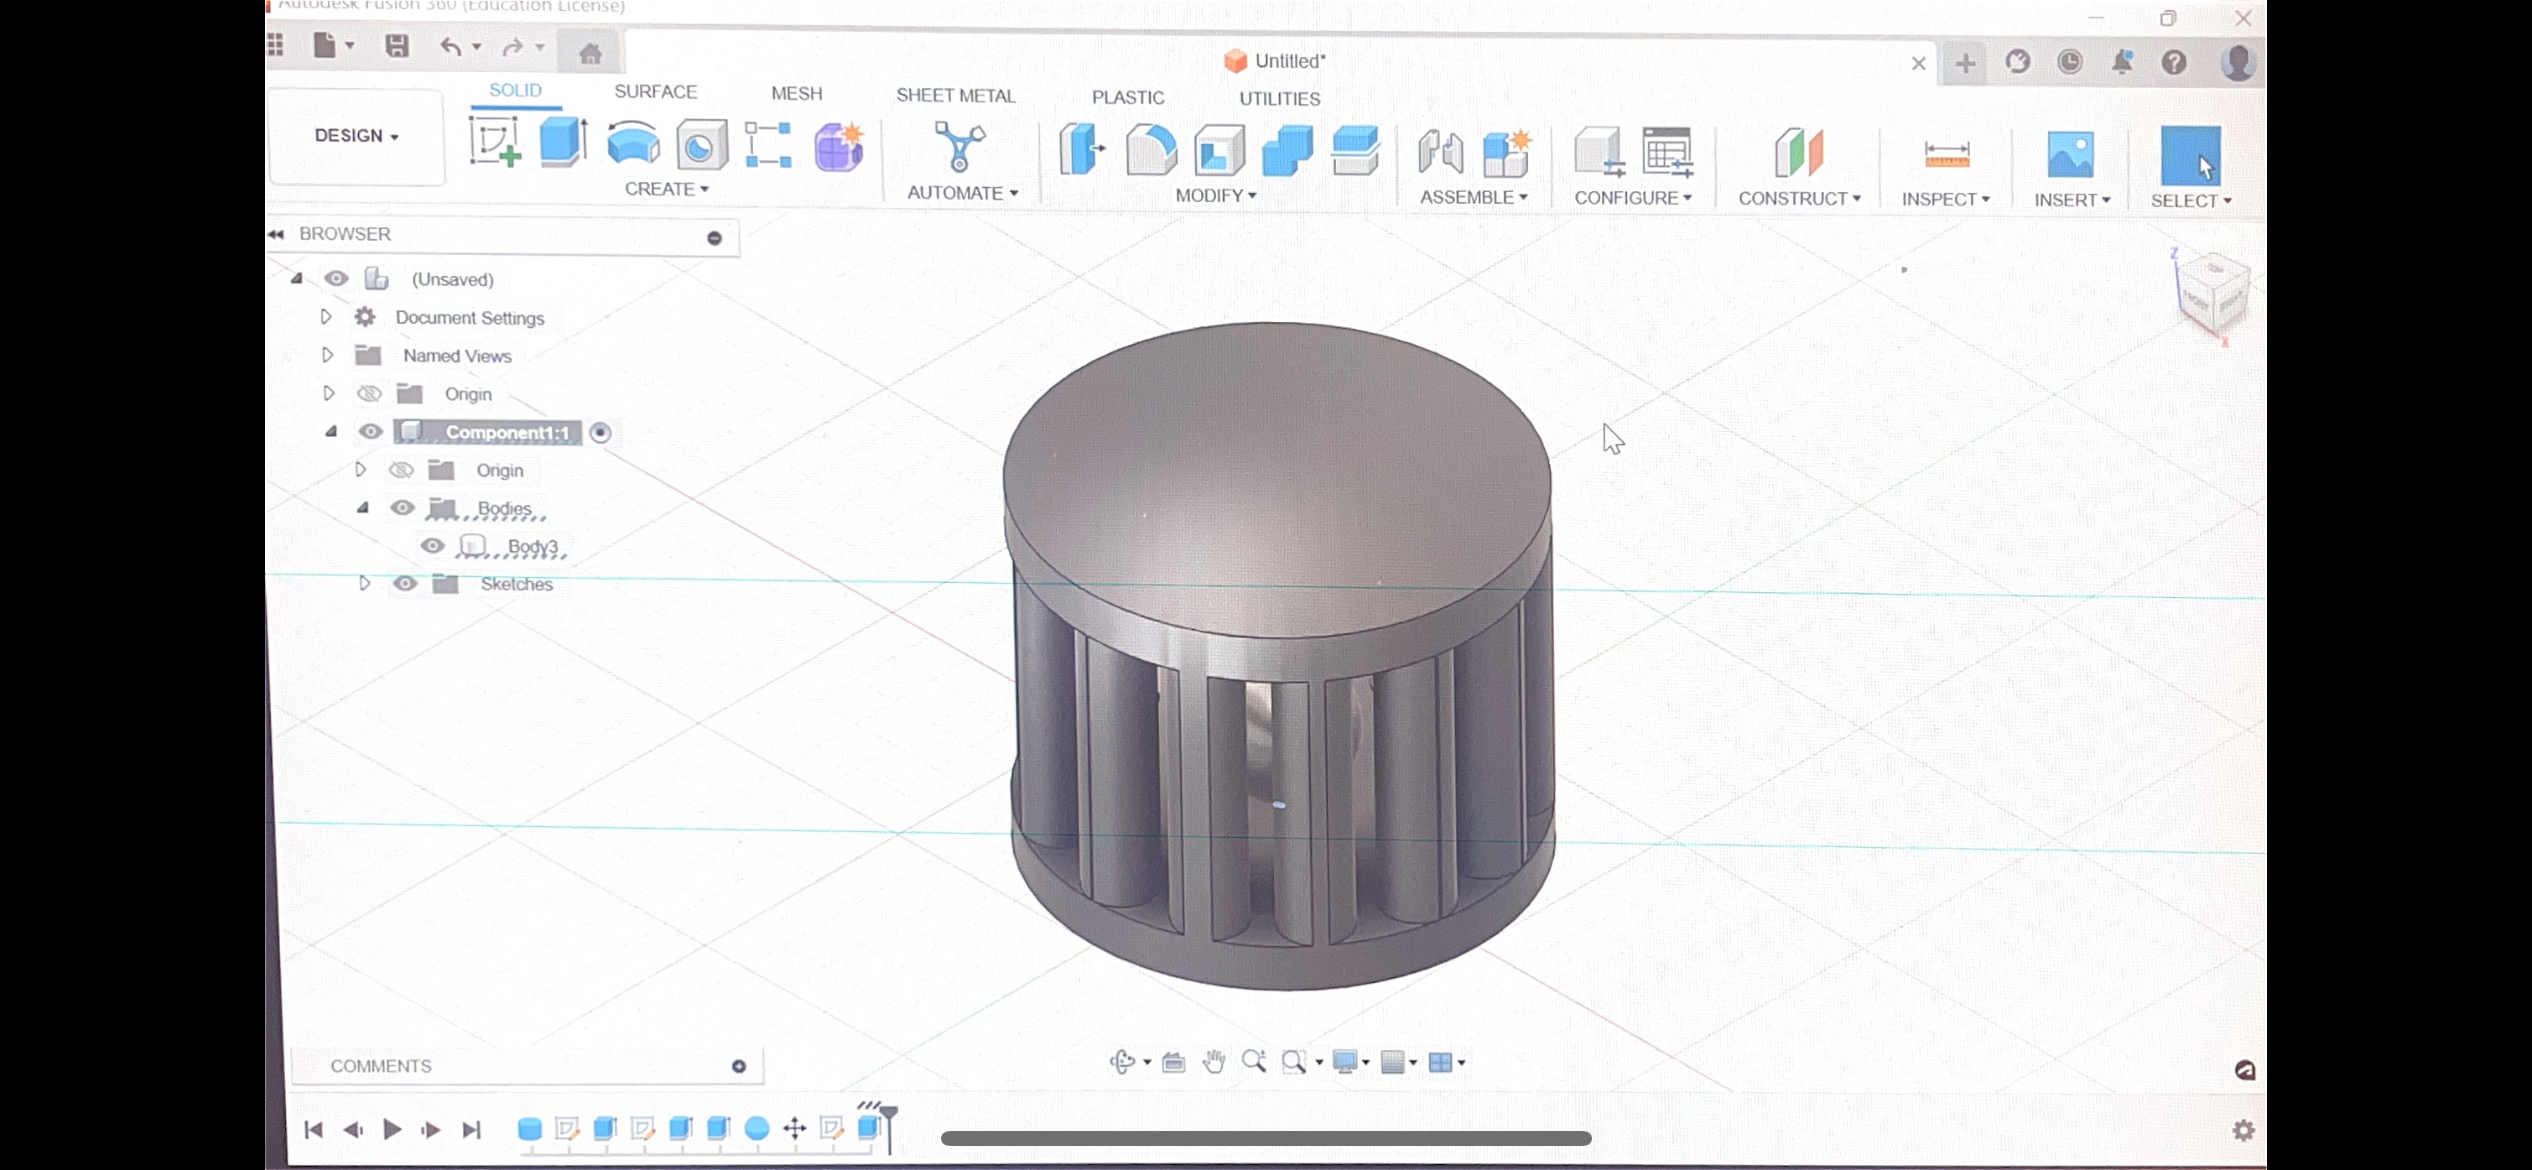 Autodesk Fusion 360 (Education License)
Untitled*
SOLID SURFACE MESH SHEET METAL PLASTIC UTILITIES
DESIGN
CREATE AUTOMATE MODIFY ASSEMBLE CONFIGURE CONSTRUCT INSPECT INSERT SELECT
BROWSER
(Unsaved)
Document Settings
Named Views
Origin
Component1:1
Origin
Bodies
Body3
Sketches
Z
X
COMMENTS